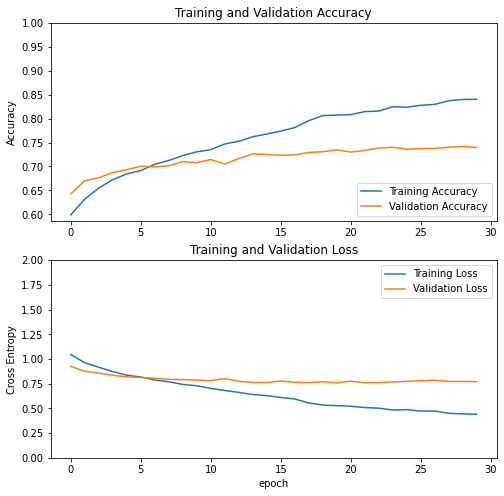 Training and Validation Accuracy
Accuracy
1.00
0.95
0.90
0.85
0.80
0.75
0.70
0.65
0.60
Training Accuracy
Validation Accuracy
0 5 10 15 20 25 30
Training and Validation Loss
Cross Entropy
2.00
1.75
1.50
1.25
1.00
0.75
0.50
0.25
0.00
Training Loss
Validation Loss
0 5 10 15 20 25 30
epoch